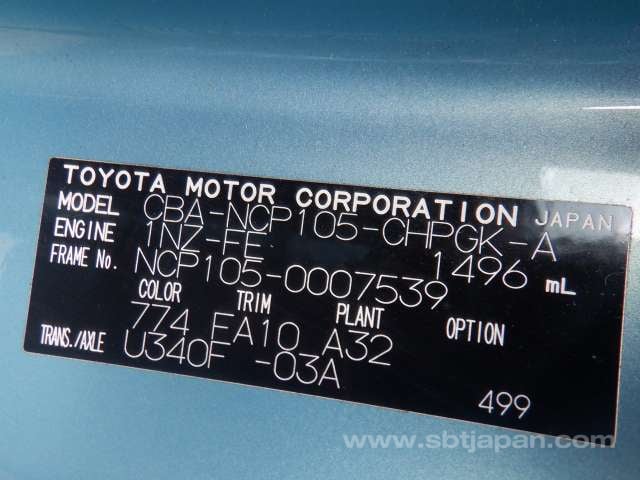 TOYOTA MOTOR CORPORATION JAPAN
MODEL CBA-NCP105-CHPGK-A
ENGINE 1NZ-FE 1496 mL
FRAME No. NCP105-0007539
COLOR TRIM PLANT OPTION
774 EA10 A32
TRANS./AXLE U340F -03A
499
www.sbtjapan.com